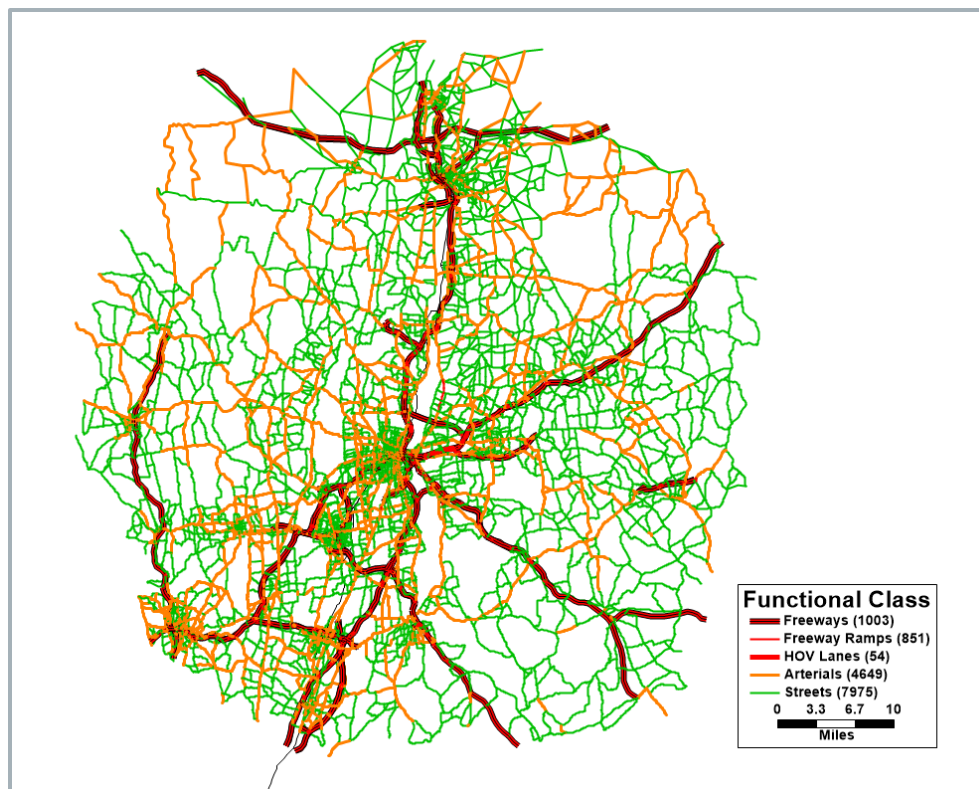 Functional Class
Freeways (1003)
Freeway Ramps (851)
HOV Lanes (54)
Arterials (4649)
Streets (7975)
0 3.3 6.7 10
Miles